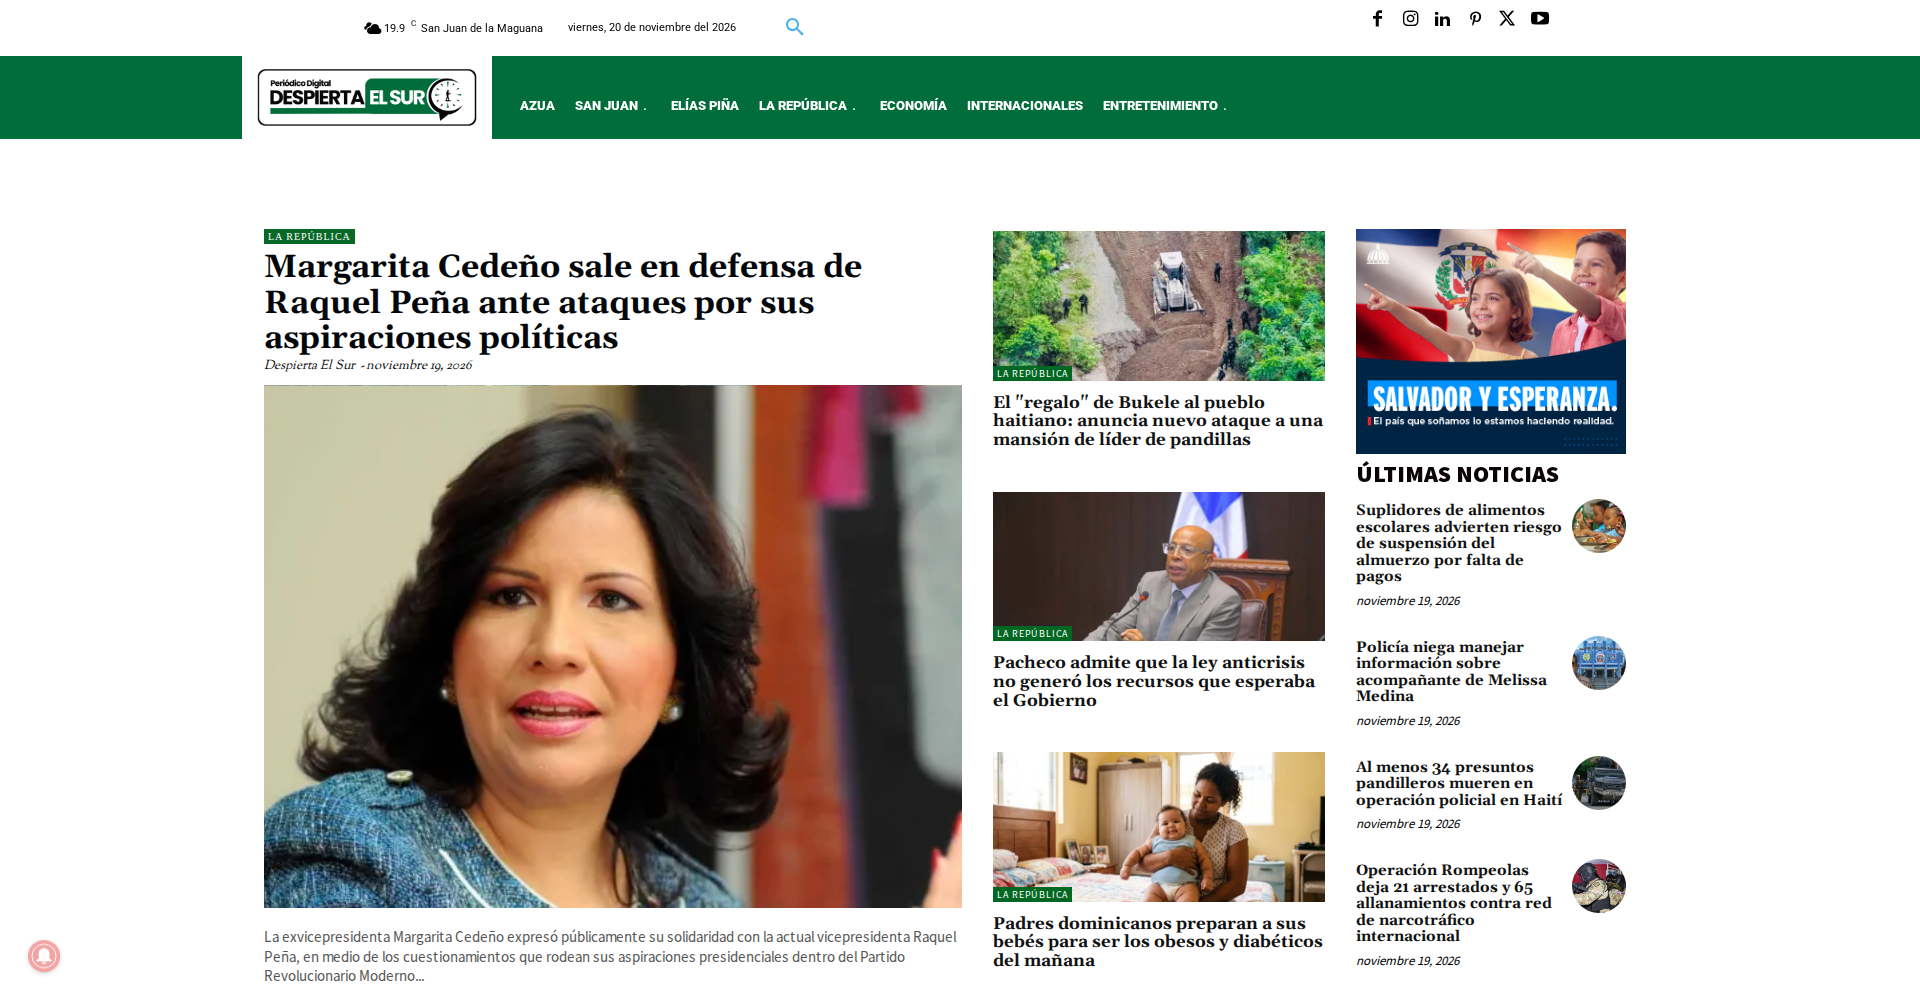 19.9 C San Juan de la Maguana viernes, 20 de noviembre del 2026
Periódico Digital
DESPIERTA EL SUR
AZUA SAN JUAN ELÍAS PIÑA LA REPÚBLICA ECONOMÍA INTERNACIONALES ENTRETENIMIENTO
LA REPÚBLICA
Margarita Cedeño sale en defensa de
Raquel Peña ante ataques por sus
aspiraciones políticas
Despierta El Sur - noviembre 19, 2026
La exvicepresidenta Margarita Cedeño expresó públicamente su solidaridad con la actual vicepresidenta Raquel
Peña, en medio de los cuestionamientos que rodean sus aspiraciones presidenciales dentro del Partido
Revolucionario Moderno...
LA REPÚBLICA
El "regalo" de Bukele al pueblo
haitiano: anuncia nuevo ataque a una
mansión de líder de pandillas
LA REPÚBLICA
Pacheco admite que la ley anticrisis
no generó los recursos que esperaba
el Gobierno
LA REPÚBLICA
Padres dominicanos preparan a sus
bebés para ser los obesos y diabéticos
del mañana
SALVADOR Y ESPERANZA.
El país que soñamos lo estamos haciendo realidad.
ÚLTIMAS NOTICIAS
Suplidores de alimentos
escolares advierten riesgo
de suspensión del
almuerzo por falta de
pagos
noviembre 19, 2026
Policía niega manejar
información sobre
acompañante de Melissa
Medina
noviembre 19, 2026
Al menos 34 presuntos
pandilleros mueren en
operación policial en Haití
noviembre 19, 2026
Operación Rompeolas
deja 21 arrestados y 65
allanamientos contra red
de narcotráfico
internacional
noviembre 19, 2026